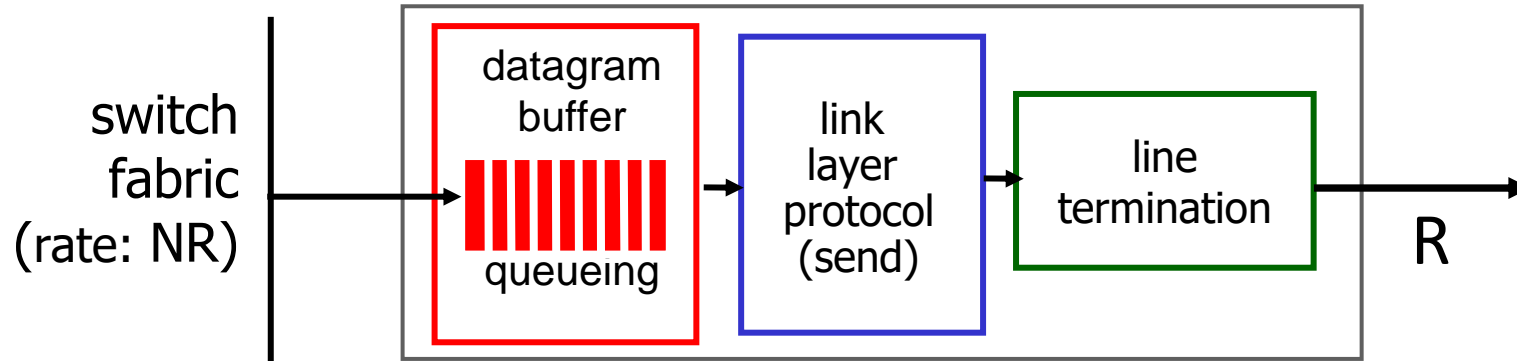 switch
fabric
(rate: NR)
datagram
buffer
queueing
link
layer
protocol
(send)
line
termination
R